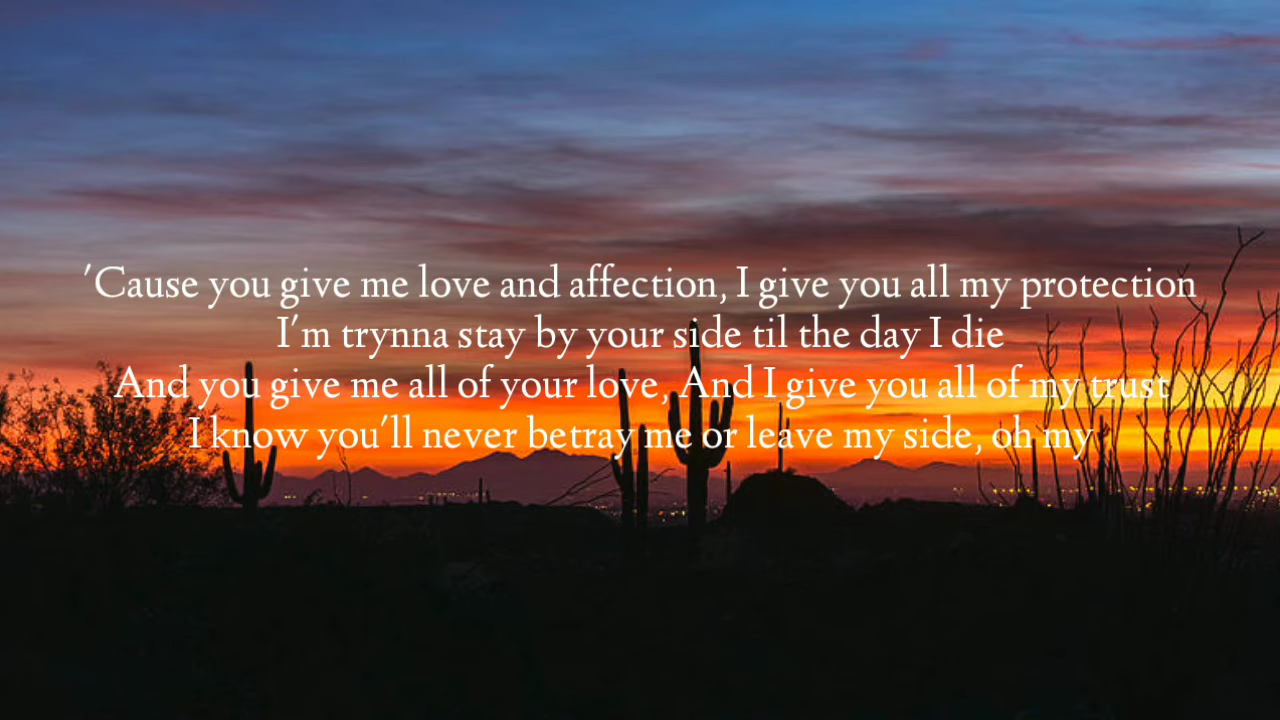 'Cause you give me love and affection, I give you all my protection
I'm trynna stay by your side til the day I die
And you give me all of your love, And I give you all of my trust
I know you'll never betray me or leave my side, oh my